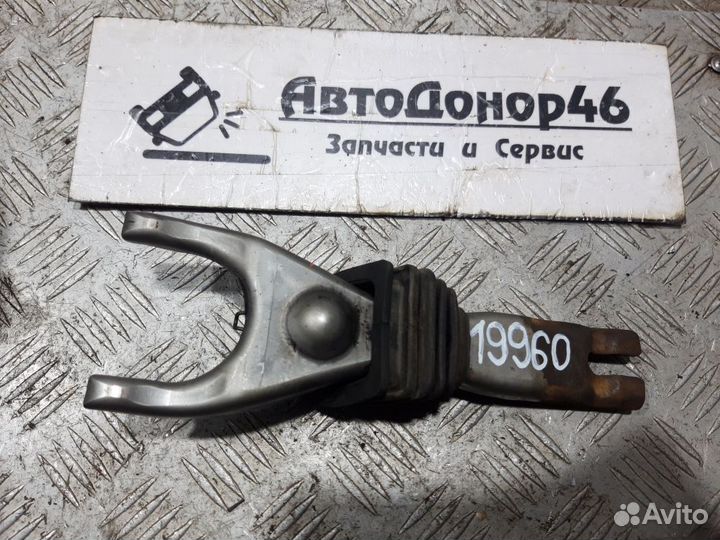 АвтоДонор46
Запчасти и Сервис
19960
Avito